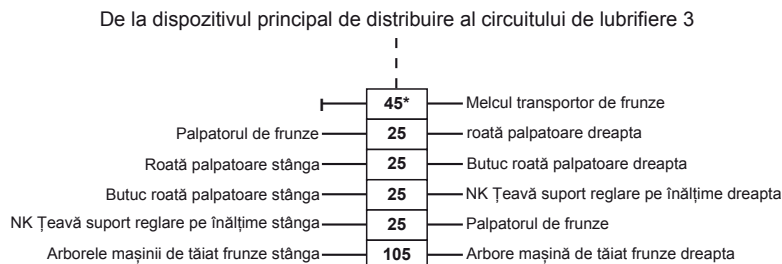 De la dispozitivul principal de distribuire al circuitului de lubrifiere 3
45* Melcul transportor de frunze
Palpatorul de frunze 25 roată palpatoare dreapta
Roată palpatoare stânga 25 Butuc roată palpatoare dreapta
Butuc roată palpatoare stânga 25 NK Țeavă suport reglare pe înălțime dreapta
NK Țeavă suport reglare pe înălțime stânga 25 Palpatorul de frunze
Arborele mașinii de tăiat frunze stânga 105 Arbore mașină de tăiat frunze dreapta